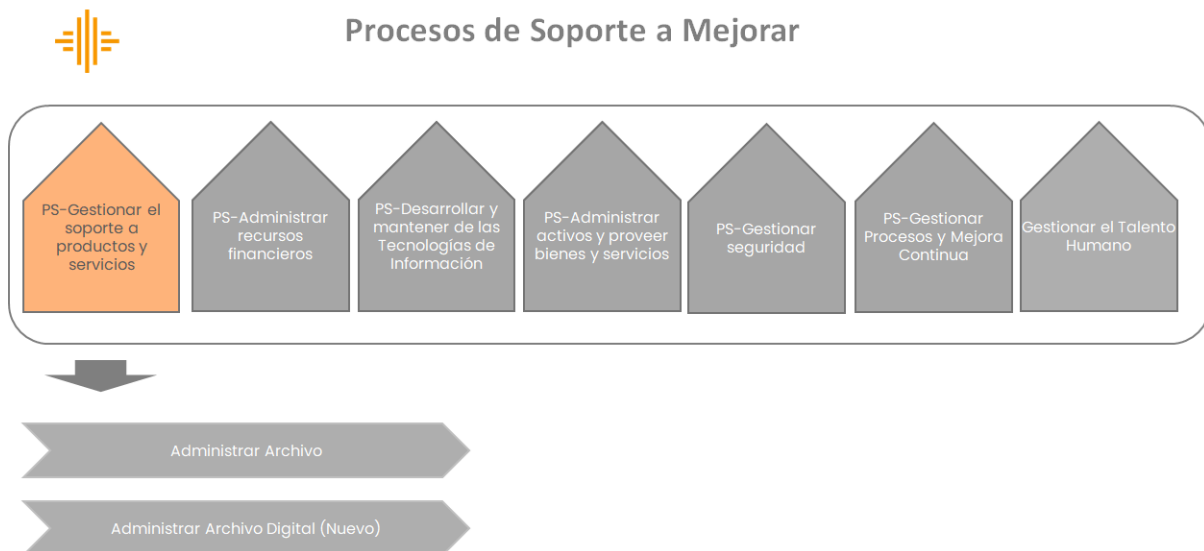 Procesos de Soporte a Mejorar
PS-Gestionar el
soporte a
productos y
servicios
PS-Administrar
recursos
financieros
PS-Desarrollar y
mantener de las
Tecnologías de
Información
PS-Administrar
activos y proveer
bienes y servicios
PS-Gestionar
seguridad
PS-Gestionar
Procesos y Mejora
Continua
Gestionar el Talento
Humano
Administrar Archivo
Administrar Archivo Digital (Nuevo)